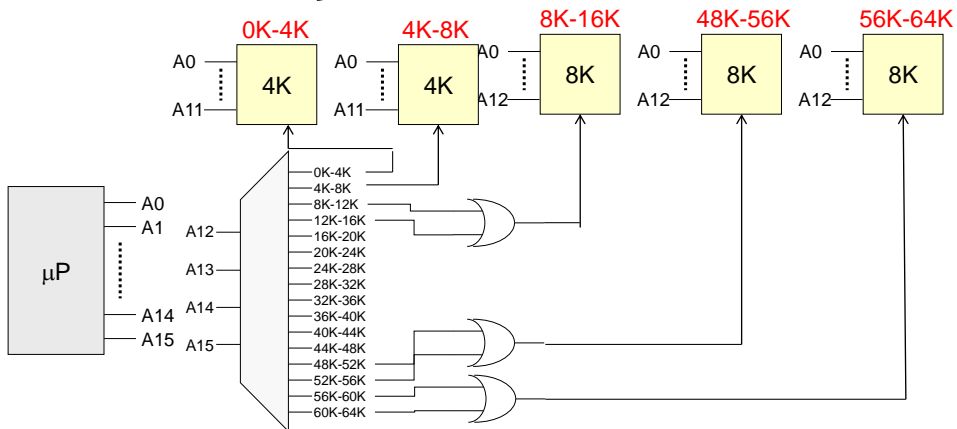 0K-4K
4K-8K
8K-16K
48K-56K
56K-64K
A0
4K
A11
A0
4K
A11
A0
8K
A12
A0
8K
A12
A0
8K
A12
μP
A0
A1
A14
A15
A12
A13
A14
A15
0K-4K
4K-8K
8K-12K
12K-16K
16K-20K
20K-24K
24K-28K
28K-32K
32K-36K
36K-40K
40K-44K
44K-48K
48K-52K
52K-56K
56K-60K
60K-64K